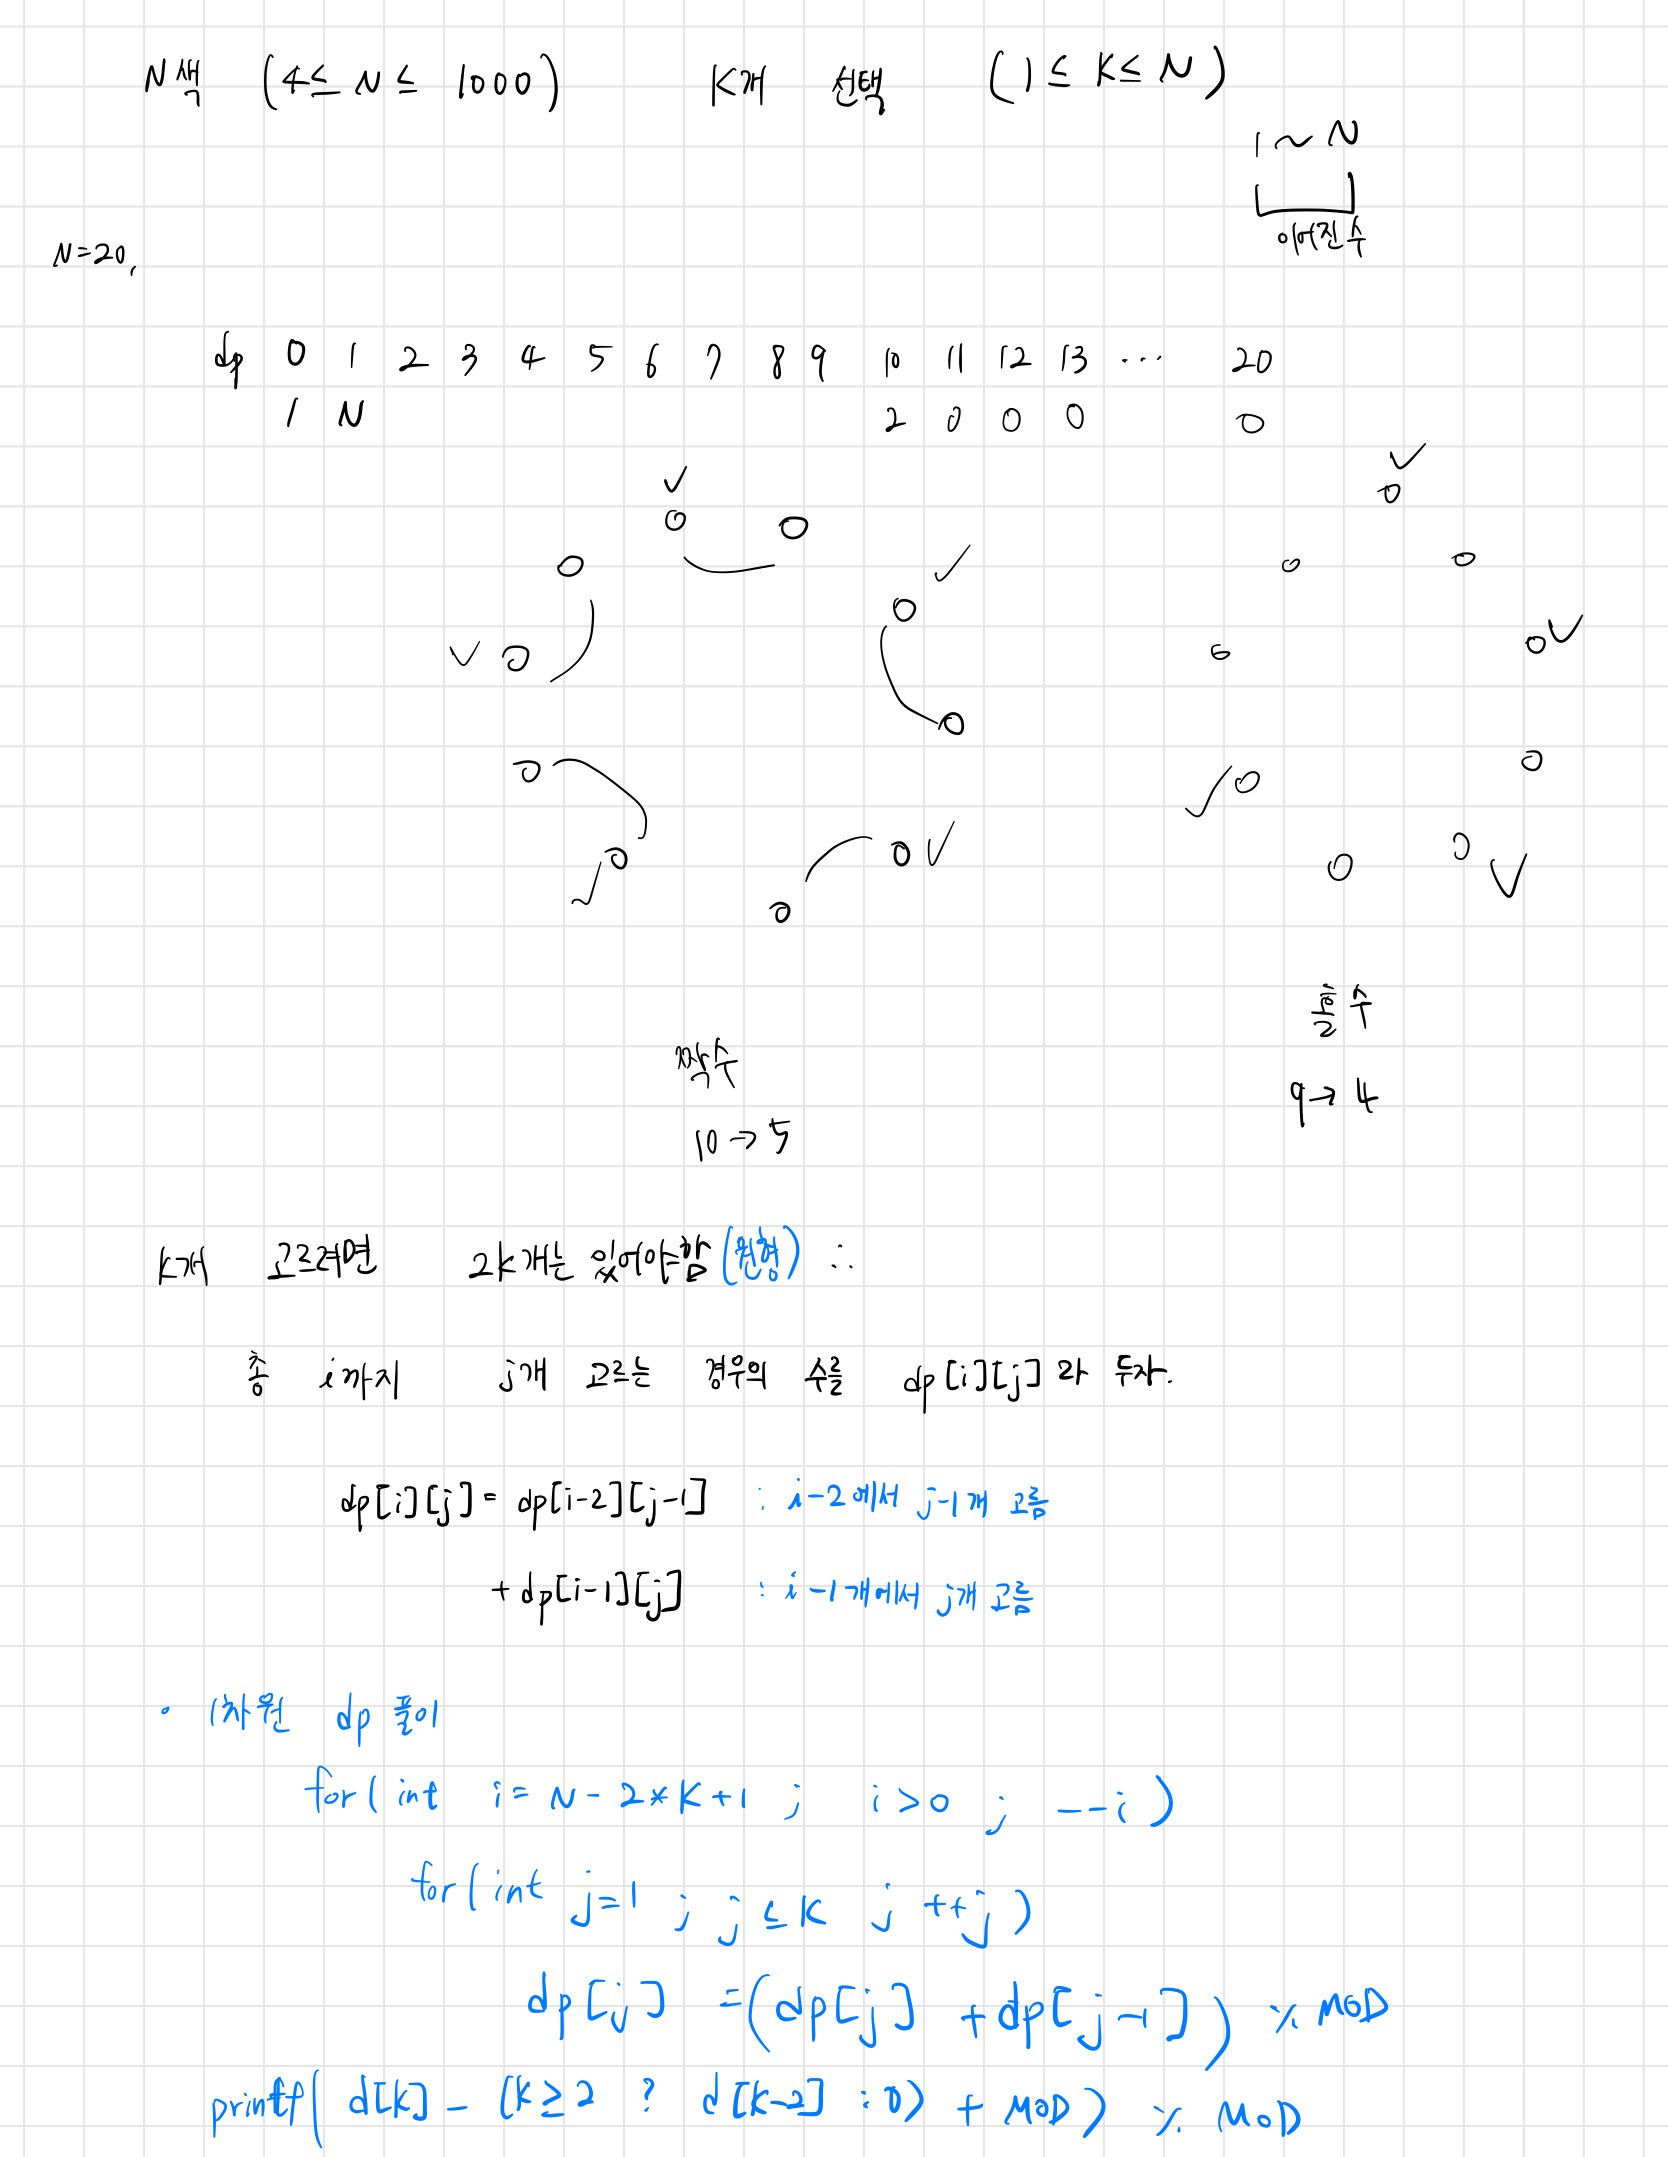 N색 (4≤ N ≤ 1000) K개 선택 (1 ≤ K ≤ N)
1 ~ N
이어진 수
N=20,
dp 0 1 2 3 4 5 6 7 8 9 10 11 12 13 ... 20
1 N 2 0 0 0 0
홀수
짝수
9→ 4
10 → 5
K개 고르려면 2K개는 있어야함 (원형) ∴
총 i까지 j개 고르는 경우의 수를 dp[i][j] 라 두자.
dp[i][j] = dp[i-2][j-1] : i-2에서 j-1개 고름
+ dp[i-1][j] : i-1개에서 j개 고름
• 1차원 dp 풀이
for( int i= N - 2*K+1 ; i>0 ; --i )
for( int j=1 ; j ≤ K ; ++j )
dp[j] =(dp[j] + dp[j-1]) % MOD
printf( d[k] - (k≥2 ? d[k-2] : 0) + MOD) % MOD